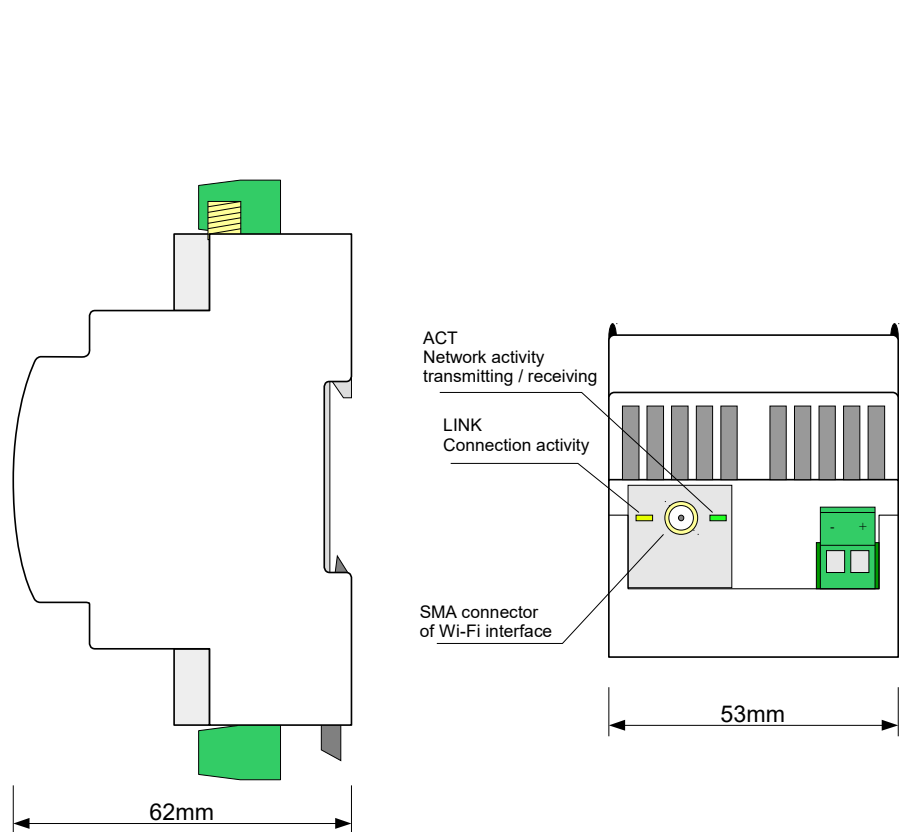 ACT
Network activity
transmitting / receiving
LINK
Connection activity
- +
SMA connector
of Wi-Fi interface
53mm
62mm